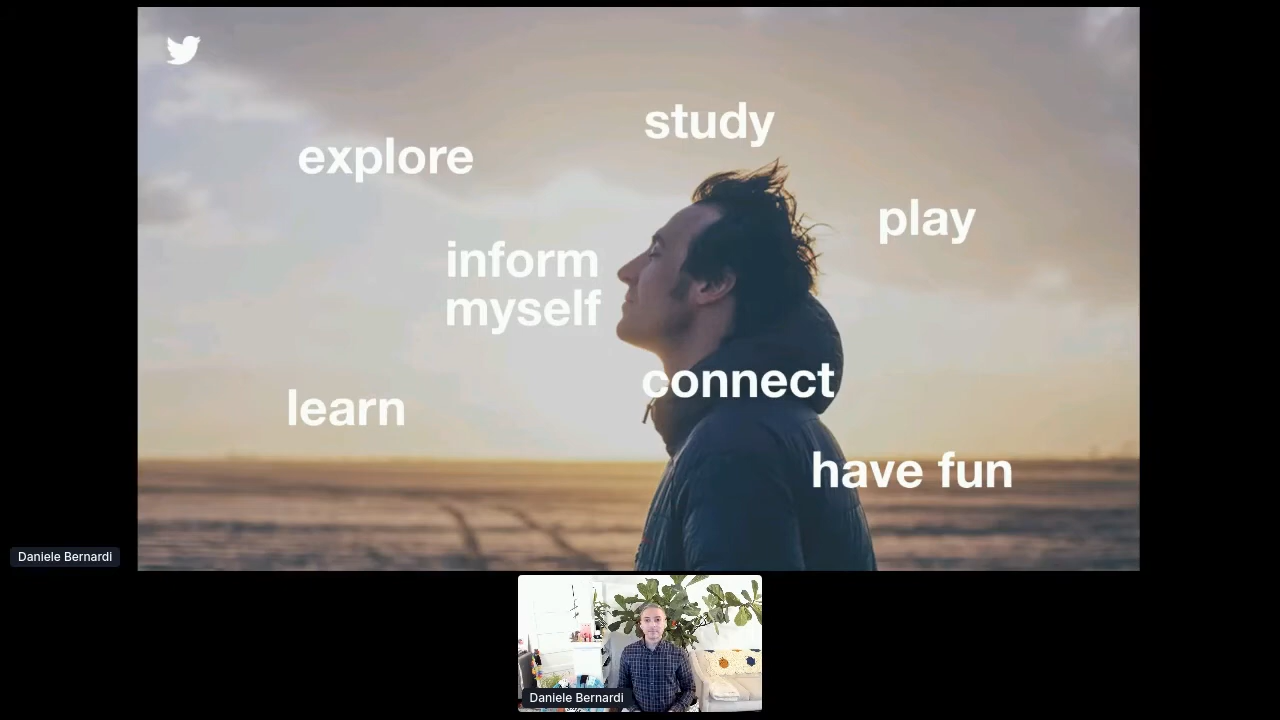 study
explore
play
inform
myself
connect
learn
have fun
Daniele Bernardi
Daniele Bernardi